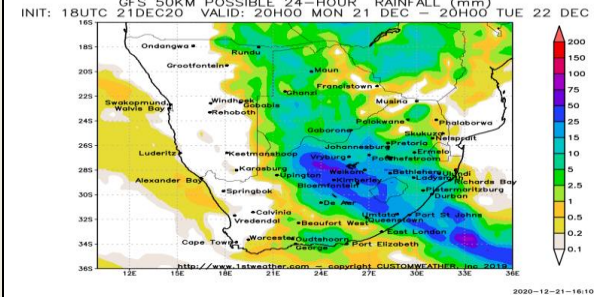 GFS 50KM POSSIBLE 24-HOUR RAINFALL (mm)
INIT: 18UTC 21DEC20 VALID: 20H00 MON 21 DEC - 20H00 TUE 22 DEC
16S
Ondangwa
Rundu
18S
Grootfontein
Maun
20S
Francistown
Ghanzi
Swakopmund
Walvis Bay
Windhoek
Gobabis
Rehoboth
22S
Musina
Polokwane
Phalaborwa
24S
Gaborone
Skukuza
Nelspruit
Pretoria
Johannesburg
26S
Luderitz
Keetmanshoop
Vryburg
Potchefstroom
Ermelo
Karasburg
Upington
Welkom
Bethlehem
Ulundi
Ladysmith
28S
Alexander Bay
Kimberley
Bloemfontein
Richards Bay
Springbok
Pietermaritzburg
Durban
30S
De Aar
Calvinia
Vredendal
Umtata
Port St Johns
Queenstown
32S
Beaufort West
East London
Cape Town
Worcester
Oudtshoorn
George
Port Elizabeth
34S
36S
http://www.1stweather.com - copyright CUSTOMWEATHER, Inc 2019
12E 15E 18E 21E 24E 27E 30E 33E 36E
200
150
100
75
50
25
15
10
5
2.5
1
0.5
0.2
0.1
2020-12-21-16:10